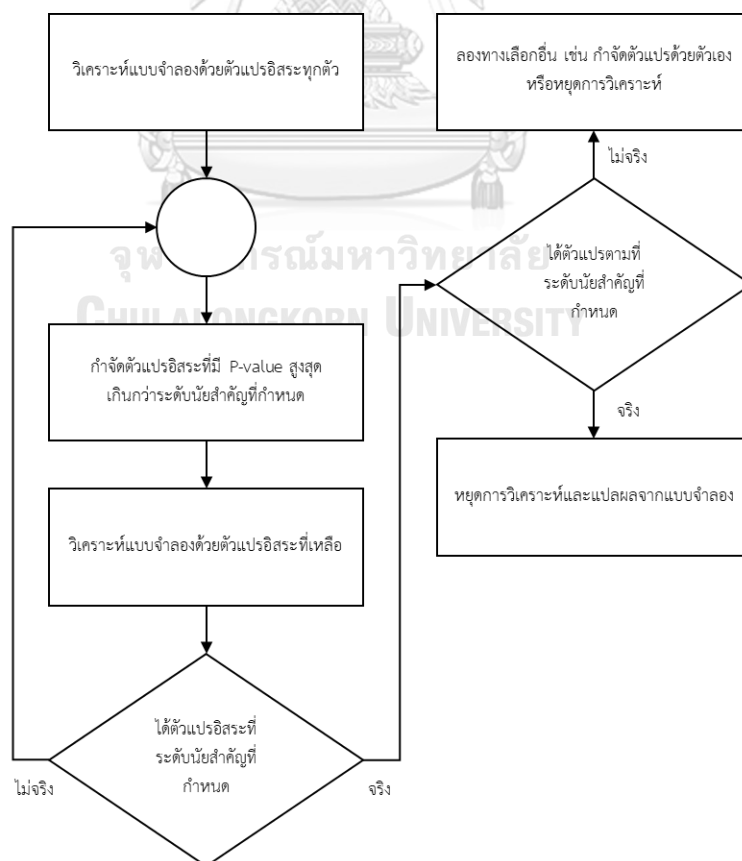 วิเคราะห์แบบจำลองด้วยตัวแปรอิสระทุกตัว
กำจัดตัวแปรอิสระที่มี P-value สูงสุด
เกินกว่าระดับนัยสำคัญที่กำหนด
วิเคราะห์แบบจำลองด้วยตัวแปรอิสระที่เหลือ
ได้ตัวแปรอิสระที่
ระดับนัยสำคัญที่
กำหนด
ไม่จริง
จริง
ลองทางเลือกอื่น เช่น กำจัดตัวแปรด้วยตัวเอง
หรือหยุดการวิเคราะห์
ไม่จริง
ได้ตัวแปรตามที่
ระดับนัยสำคัญที่
กำหนด
จริง
หยุดการวิเคราะห์และแปลผลจากแบบจำลอง
CHULALONGKORN UNIVERSITY